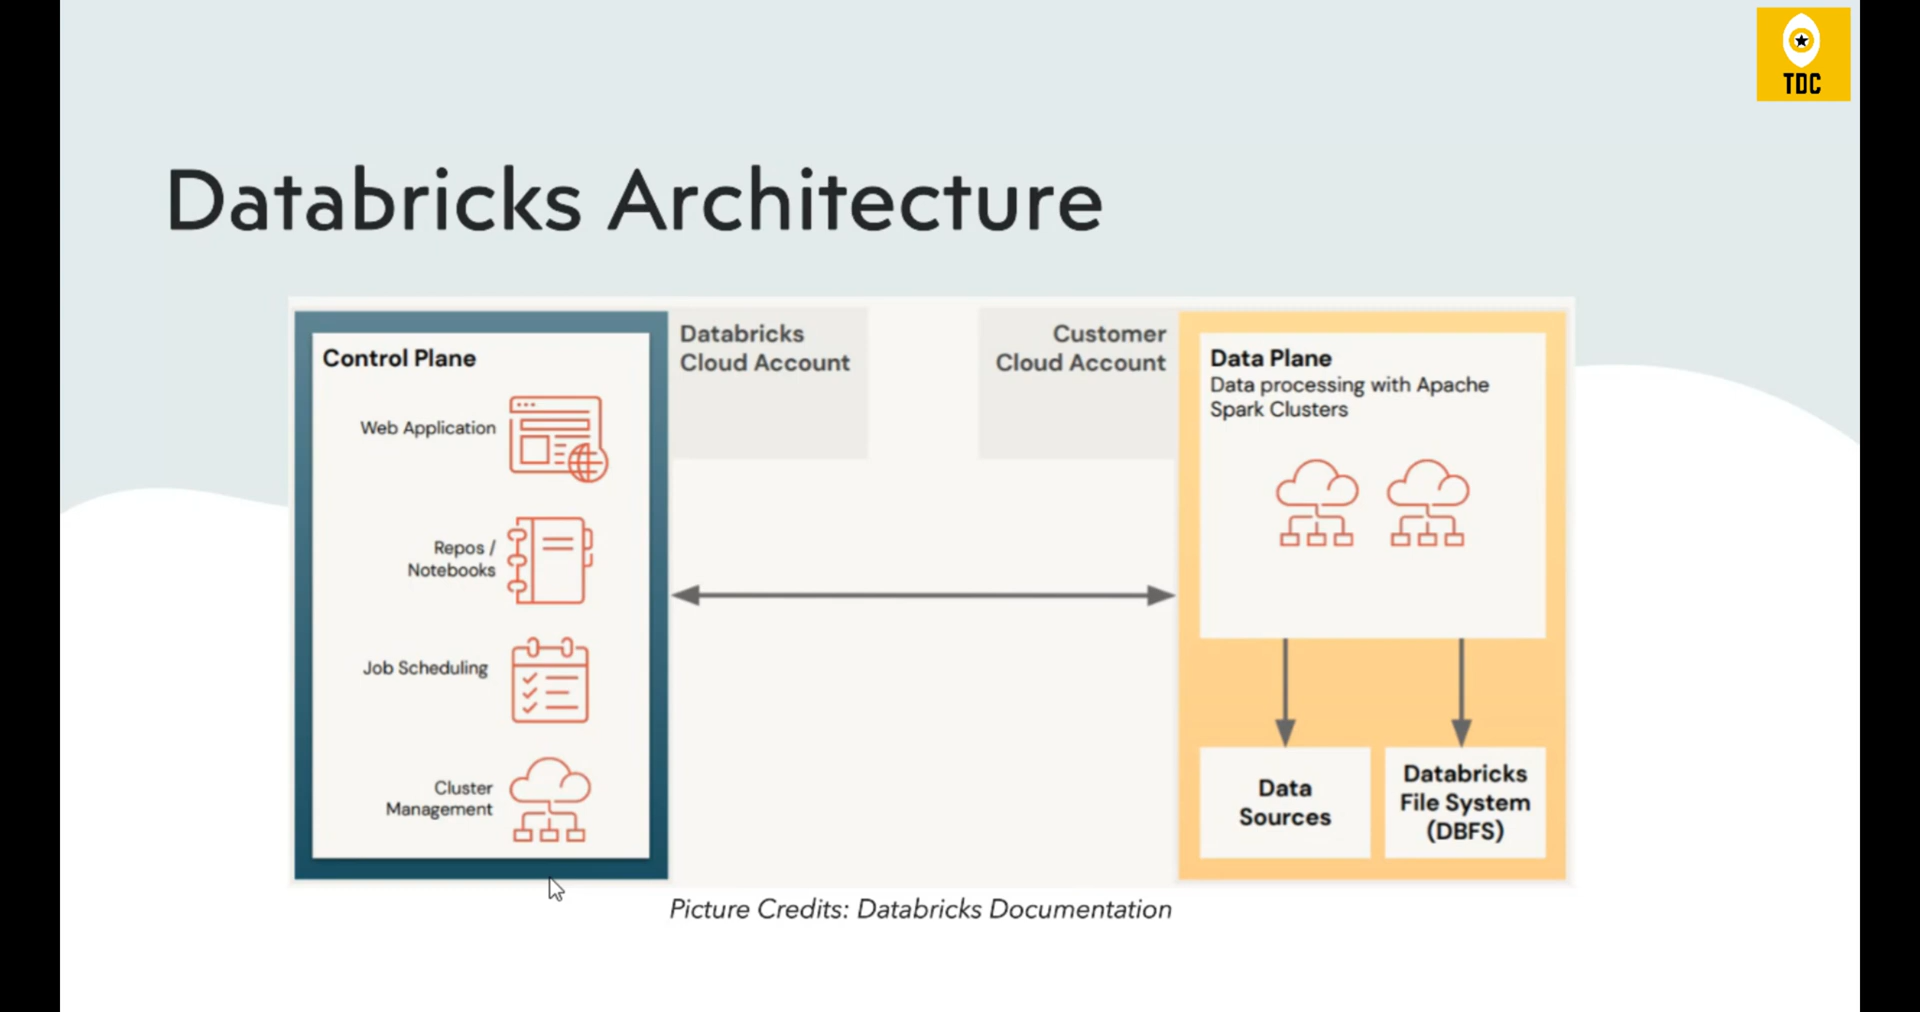 TDC
Databricks Architecture
Control Plane
Web Application
Repos /
Notebooks
Job Scheduling
Cluster
Management
Databricks
Cloud Account
Customer
Cloud Account
Data Plane
Data processing with Apache
Spark Clusters
Data
Sources
Databricks
File System
(DBFS)
Picture Credits: Databricks Documentation